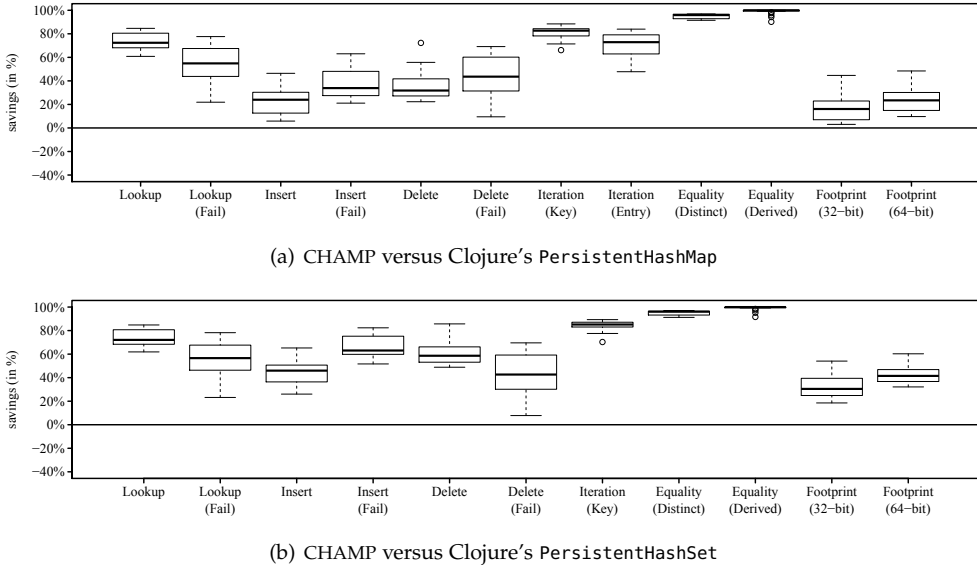 100%
80%
60%
40%
20%
0%
−20%
−40%
savings (in %)
Lookup
Lookup
(Fail)
Insert
Insert
(Fail)
Delete
Delete
(Fail)
Iteration
(Key)
Iteration
(Entry)
Equality
(Distinct)
Equality
(Derived)
Footprint
(32−bit)
Footprint
(64−bit)
(a) CHAMP versus Clojure's PersistentHashMap
100%
80%
60%
40%
20%
0%
−20%
−40%
savings (in %)
Lookup
Lookup
(Fail)
Insert
Insert
(Fail)
Delete
Delete
(Fail)
Iteration
(Key)
Equality
(Distinct)
Equality
(Derived)
Footprint
(32−bit)
Footprint
(64−bit)
(b) CHAMP versus Clojure's PersistentHashSet